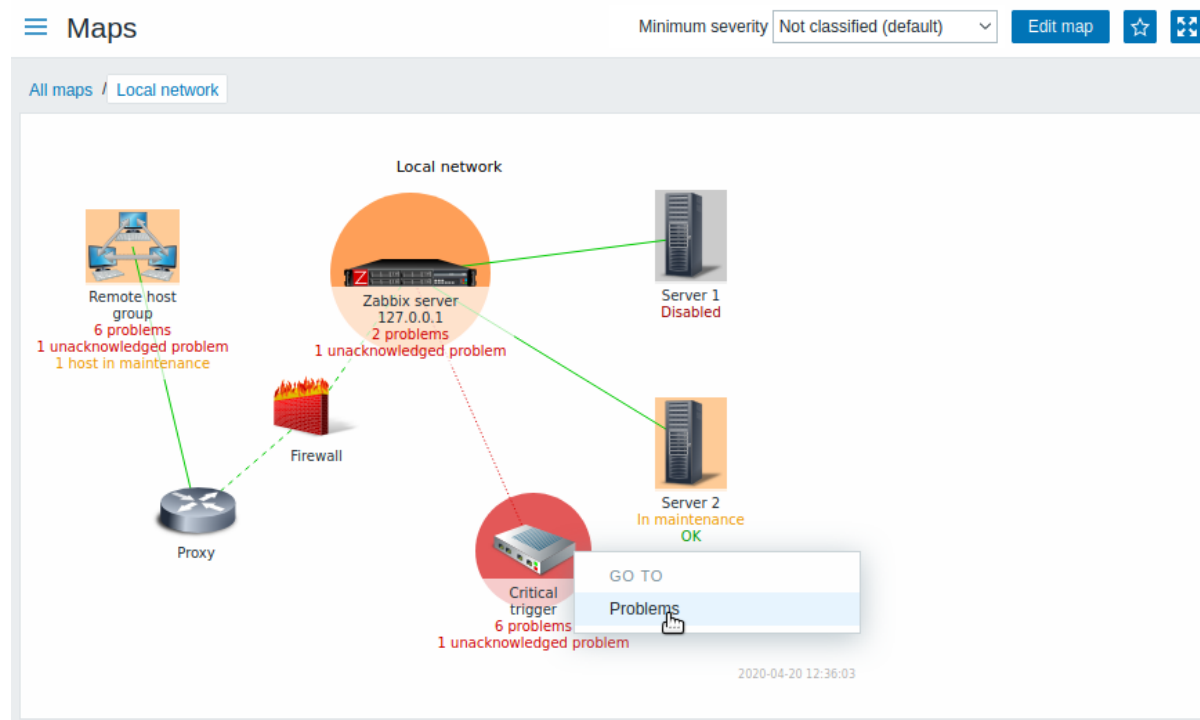 Maps
Minimum severity Not classified (default) Edit map
All maps / Local network
Local network
Remote host
group
6 problems
1 unacknowledged problem
1 host in maintenance
Z
Zabbix server
127.0.0.1
2 problems
1 unacknowledged problem
Server 1
Disabled
Firewall
Proxy
Server 2
In maintenance
OK
Critical
trigger
6 problems
1 unacknowledged problem
GO TO
Problems
2020-04-20 12:36:03